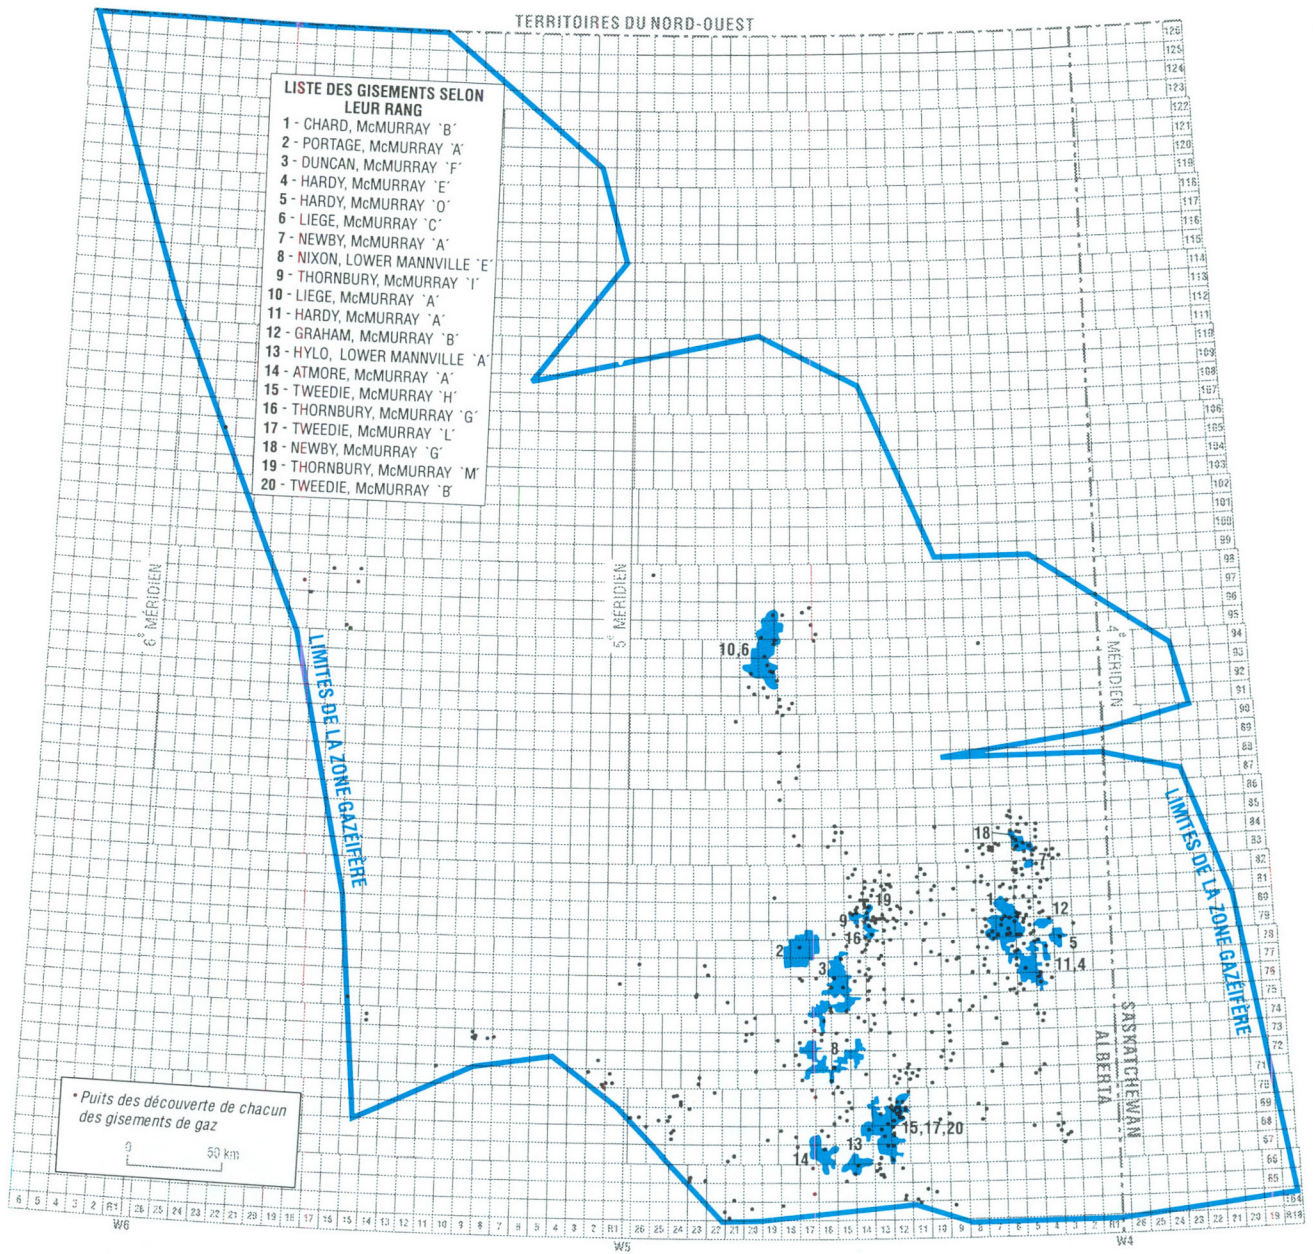 TERRITOIRES DU NORD-OUEST
LISTE DES GISEMENTS SELON
LEUR RANG
1 - CHARD, McMURRAY `B´
2 - PORTAGE, McMURRAY `A´
3 - DUNCAN, McMURRAY `F´
4 - HARDY, McMURRAY `E´
5 - HARDY, McMURRAY `O´
6 - LIEGE, McMURRAY `C´
7 - NEWBY, McMURRAY `A´
8 - NIXON, LOWER MANNVILLE `E´
9 - THORNBURY, McMURRAY `I´
10 - LIEGE, McMURRAY `A´
11 - HARDY, McMURRAY `A´
12 - GRAHAM, McMURRAY `B´
13 - HYLO, LOWER MANNVILLE `A´
14 - ATMORE, McMURRAY `A´
15 - TWEEDIE, McMURRAY `H´
16 - THORNBURY, McMURRAY `G´
17 - TWEEDIE, McMURRAY `L´
18 - NEWBY, McMURRAY `G´
19 - THORNBURY, McMURRAY `M´
20 - TWEEDIE, McMURRAY `B´
6e MÉRIDIEN
5e MÉRIDIEN
4e MÉRIDIEN
LIMITES DE LA ZONE GAZÉIFÈRE
LIMITES DE LA ZONE GAZÉIFÈRE
10,6
18
7
19
9
16
1
12
5
11,4
2
3
8
15,17,20
13
14
SASKATCHEWAN
ALBERTA
• Puits des découverte de chacun
des gisements de gaz
0 50 km
W6
W5
W4